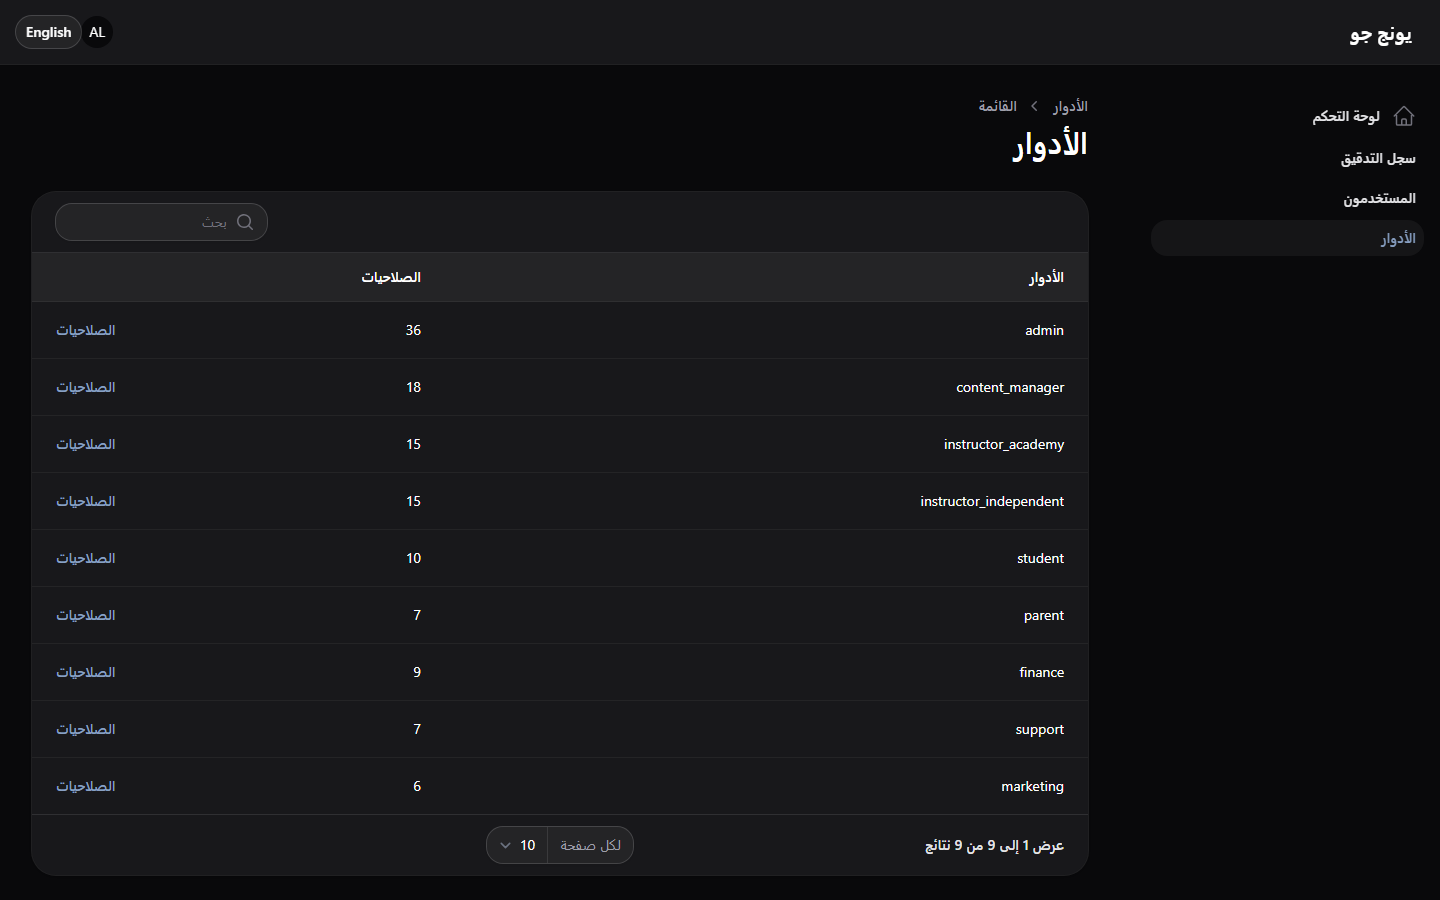 يونج جو
AL
English
لوحة التحكم
سجل التدقيق
المستخدمون
الأدوار
الأدوار
القائمة
الأدوار
بحث
الأدوار الصلاحيات
admin 36 الصلاحيات
content_manager 18 الصلاحيات
instructor_academy 15 الصلاحيات
instructor_independent 15 الصلاحيات
student 10 الصلاحيات
parent 7 الصلاحيات
finance 9 الصلاحيات
support 7 الصلاحيات
marketing 6 الصلاحيات
عرض 1 إلى 9 من 9 نتائج
لكل صفحة 10